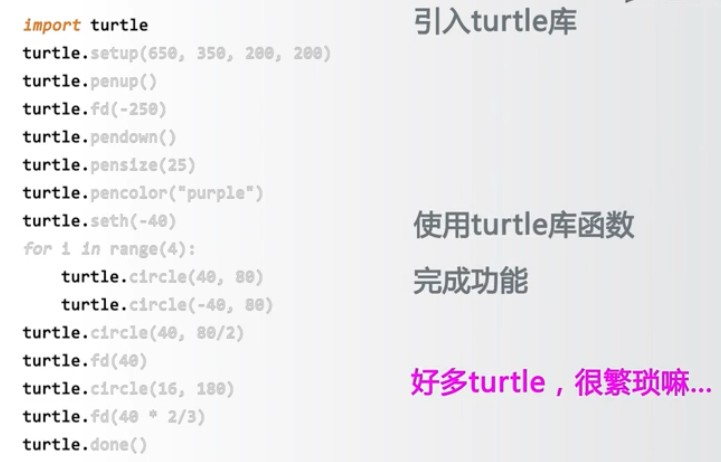 import turtle
turtle.setup(650, 350, 200, 200)
turtle.penup()
turtle.fd(-250)
turtle.pendown()
turtle.pensize(25)
turtle.pencolor("purple")
turtle.seth(-40)
for i in range(4):
    turtle.circle(40, 80)
    turtle.circle(-40, 80)
turtle.circle(40, 80/2)
turtle.fd(40)
turtle.circle(16, 180)
turtle.fd(40 * 2/3)
turtle.done()
引入turtle库
使用turtle库函数
完成功能
好多turtle，很繁琐嘛...